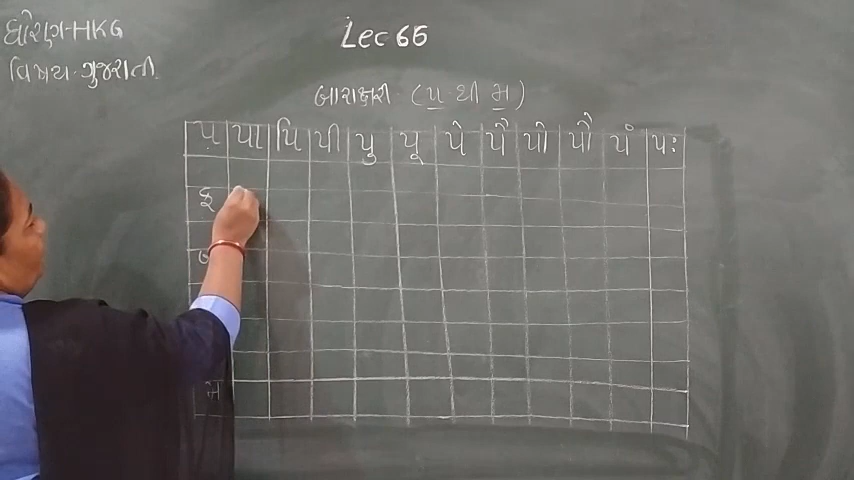 ધોરણ-HKG
Lec 66
વિષય-ગુજરાતી.
બારાક્ષરી - (પ થી મ)
પ પા પિ પી પુ પૂ પે પૈ પો પૌ પં પઃ
ફ
મ